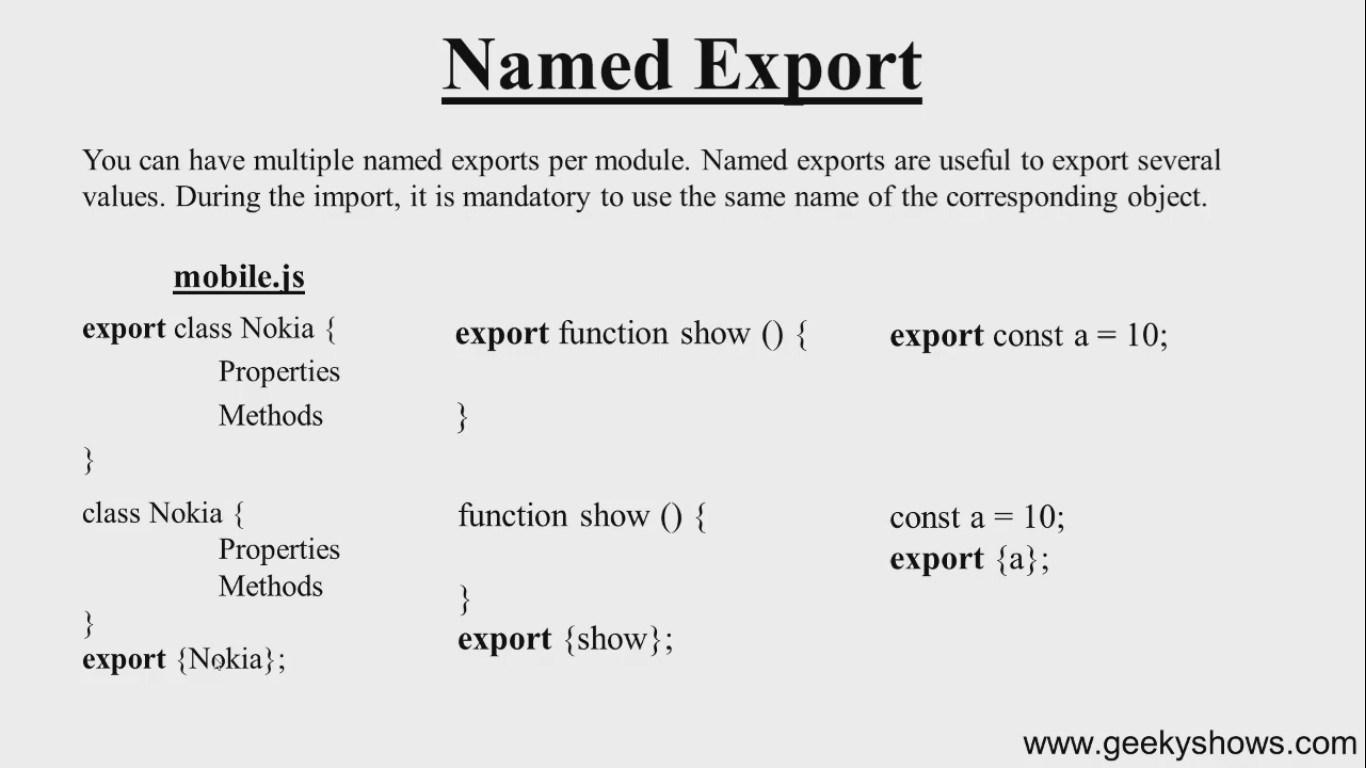 Named Export
You can have multiple named exports per module. Named exports are useful to export several
values. During the import, it is mandatory to use the same name of the corresponding object.
mobile.js
export class Nokia {
Properties
Methods
}
export function show () {
}
export const a = 10;
class Nokia {
Properties
Methods
}
export {Nokia};
function show () {
}
export {show};
const a = 10;
export {a};
www.geekyshows.com